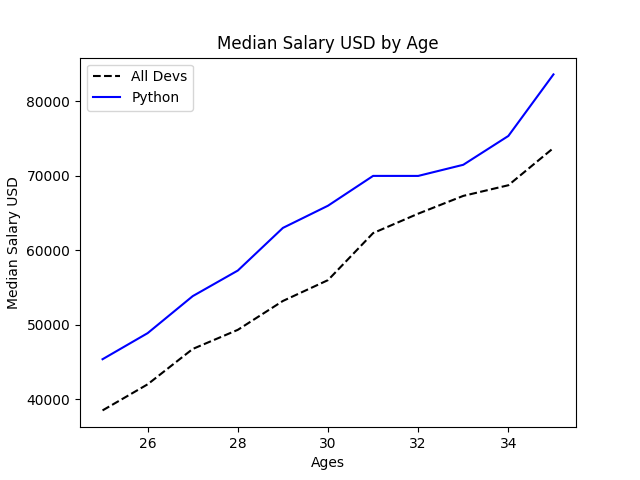 Median Salary USD by Age
All Devs
Python
Median Salary USD
80000
70000
60000
50000
40000
26 28 30 32 34
Ages